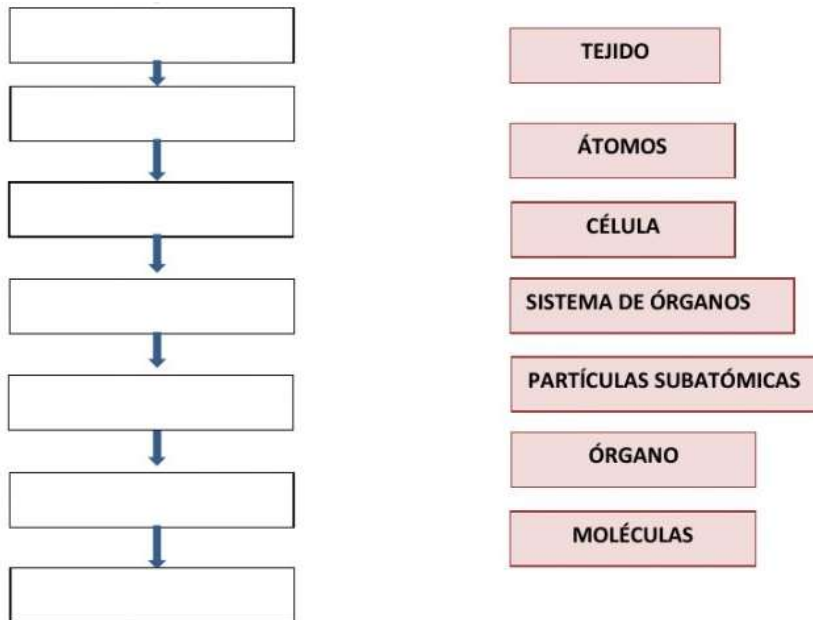 TEJIDO
ÁTOMOS
CÉLULA
SISTEMA DE ÓRGANOS
PARTÍCULAS SUBATÓMICAS
ÓRGANO
MOLÉCULAS